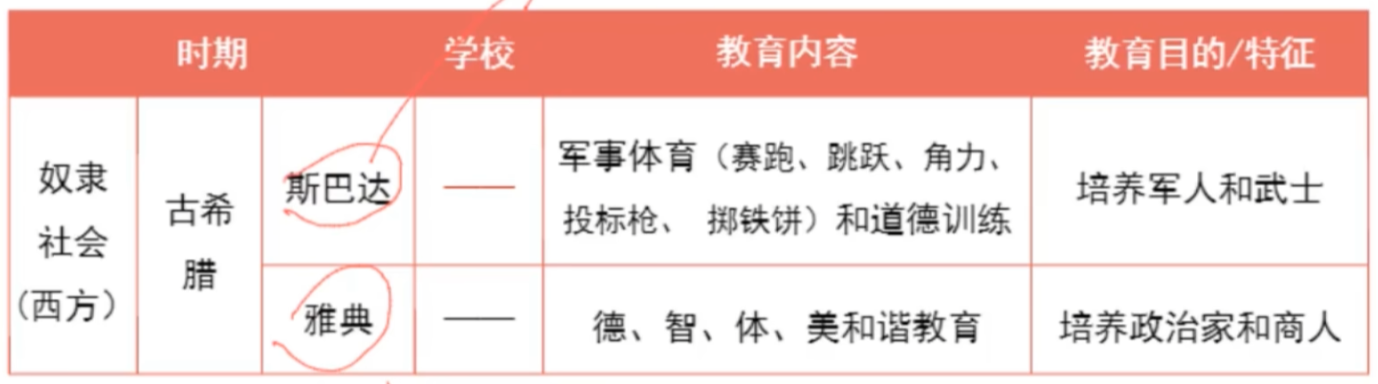 时期 学校 教育内容 教育目的/特征
奴隶
社会
(西方)
古希
腊
斯巴达 —— 军事体育（赛跑、跳跃、角力、
投标枪、 掷铁饼）和道德训练
培养军人和武士
雅典 —— 德、智、体、美和谐教育 培养政治家和商人